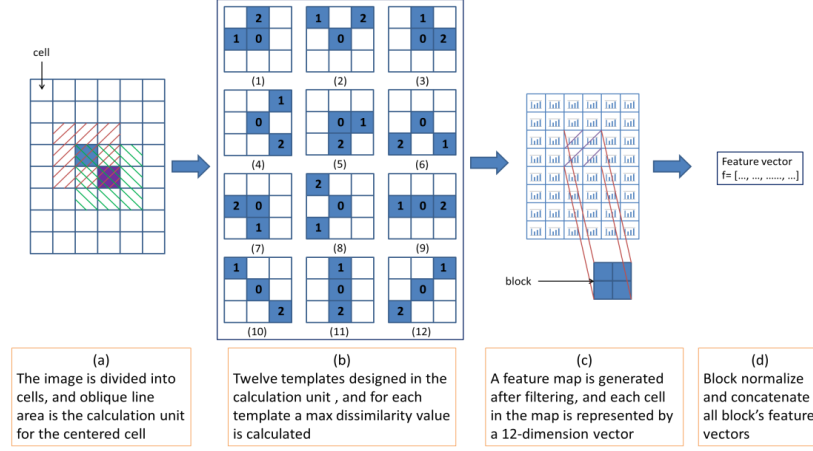 cell
2
1 0
(1)
1 2
0
(2)
1
0 2
(3)
1
0
2
(4)
0 1
2
(5)
0
2 1
(6)
2 0
1
(7)
2
0
1
(8)
1 0 2
(9)
1
0
2
(10)
1
0
2
(11)
1
0
2
(12)
block
Feature vector
f= [..., ..., ......, ...]
(a)
The image is divided into
cells, and oblique line
area is the calculation unit
for the centered cell
(b)
Twelve templates designed in the
calculation unit , and for each
template a max dissimilarity value
is calculated
(c)
A feature map is generated
after filtering, and each cell
in the map is represented by
a 12-dimension vector
(d)
Block normalize
and concatenate
all block’s feature
vectors